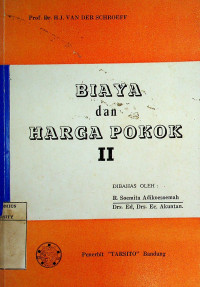 Prof. Dr. H.J. VAN DER SCHROEFF
BIAYA
dan
HARGA POKOK
II
DIBAHAS OLEH :
R. Soemita Adikoesoemah
Drs. Ed, Drs. Ec, Akuntan.
Penerbit "TARSITO" Bandung